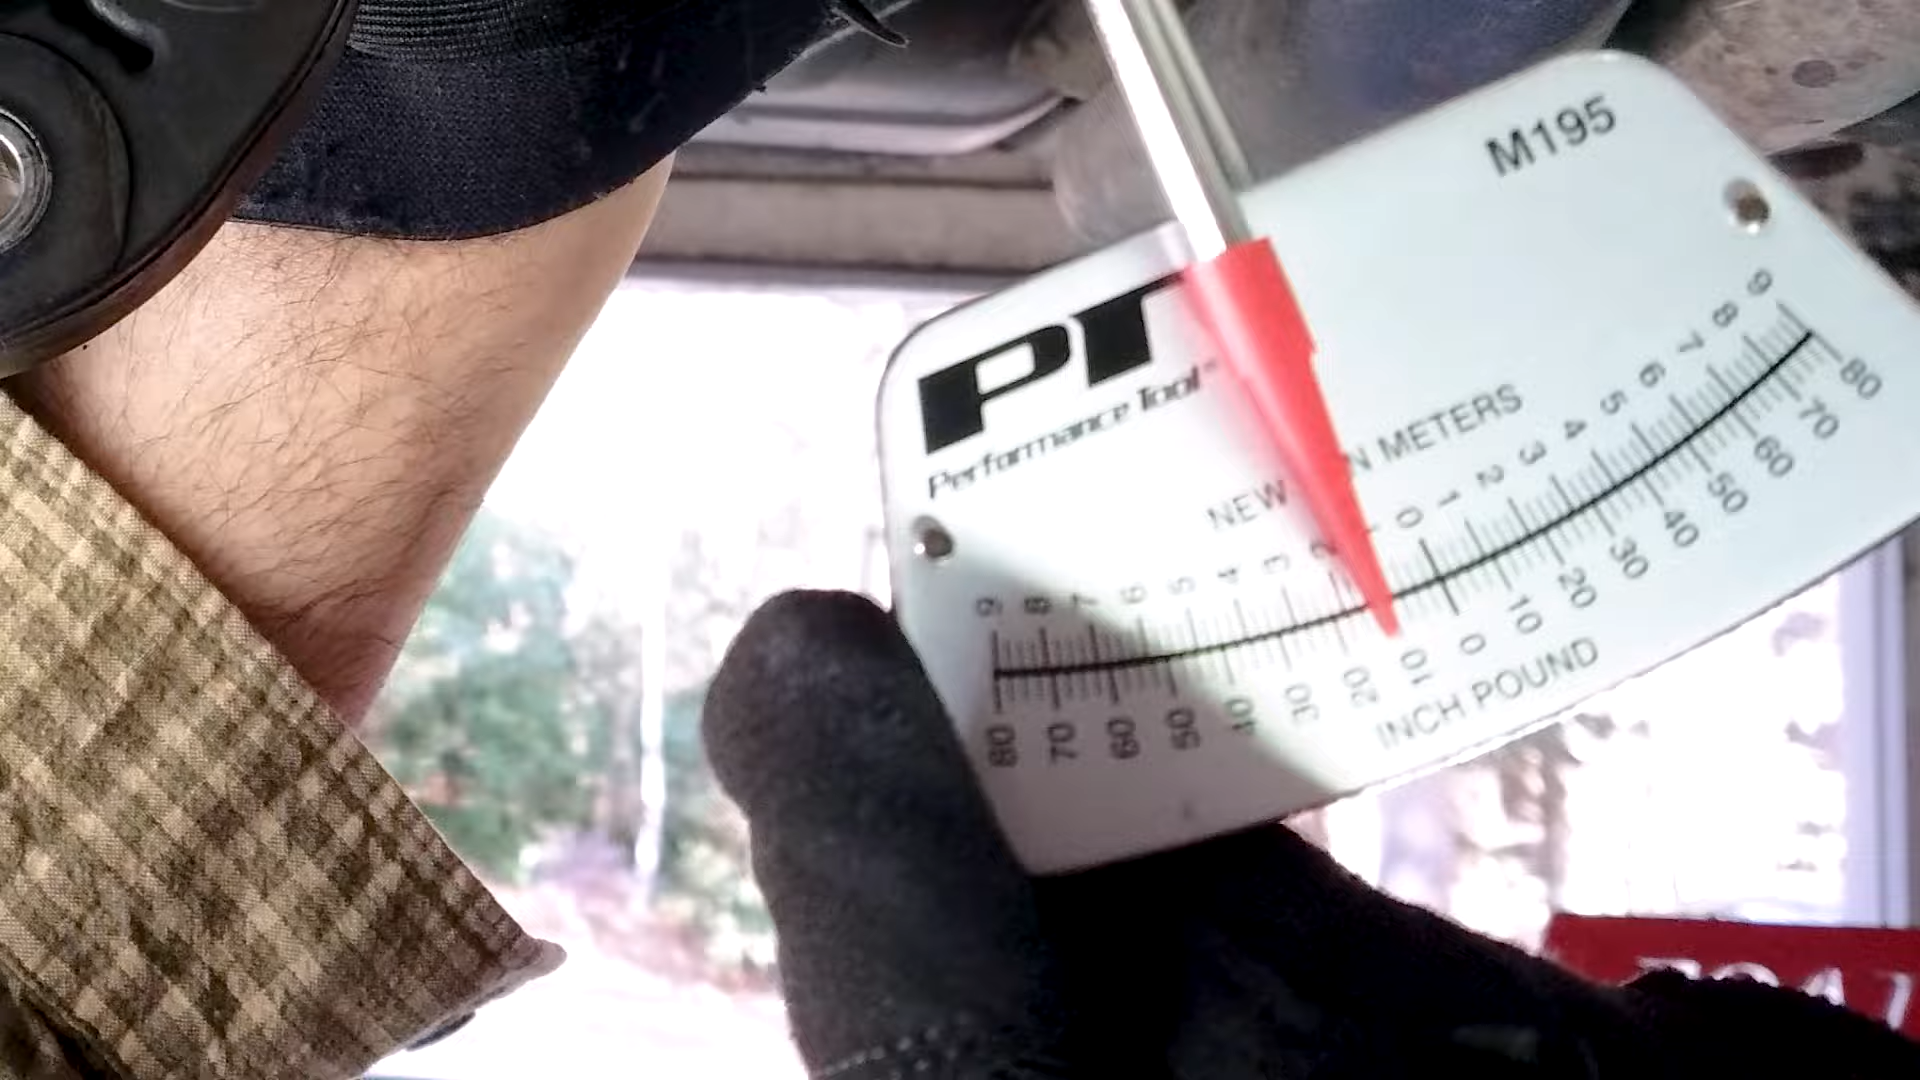 M195
PT
Performance Tool™
NEW N METERS
9 8 7 6 5 4 3 2 0 1 2 3 4 5 6 7 8 9
80 70 60 50 40 30 20 10 0 10 20 30 40 50 60 70 80
INCH POUND